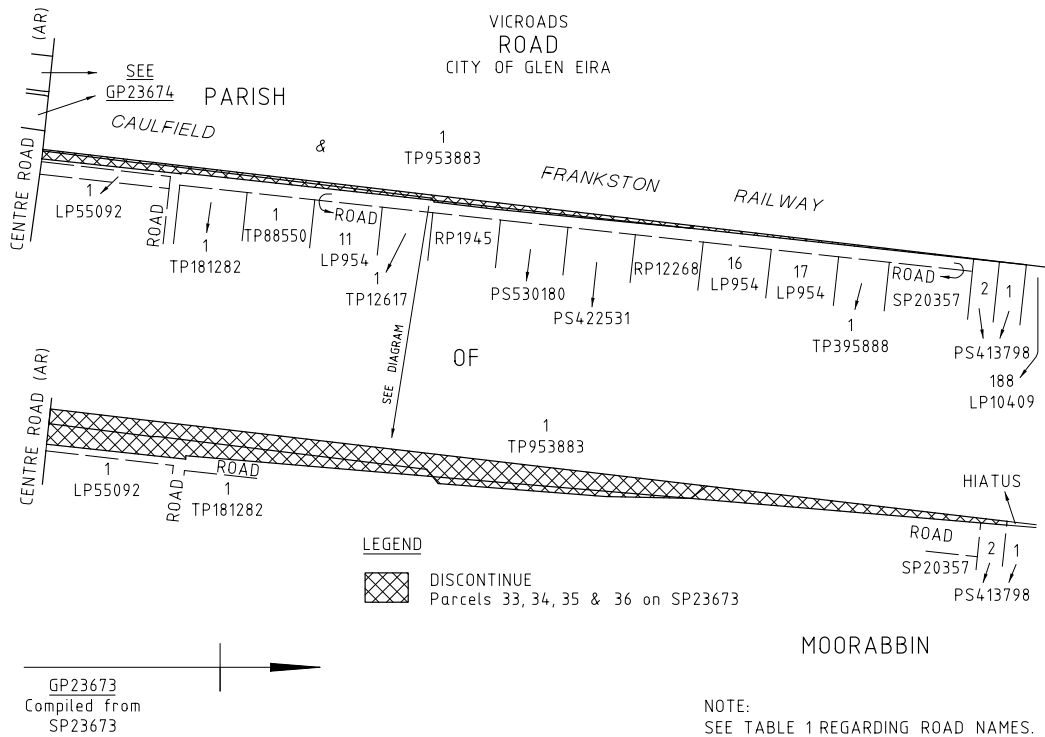 VICROADS
ROAD
CITY OF GLEN EIRA
(AR)
CENTRE ROAD
SEE
GP23674
PARISH
CAULFIELD
&
1
TP953883
FRANKSTON
RAILWAY
1
LP55092
ROAD
1
TP181282
1
TP88550
ROAD
11
LP954
1
TP12617
RP1945
PS530180
PS422531
RP12268
16
LP954
17
LP954
1
TP395888
ROAD
SP20357
2
1
PS413798
188
LP10409
SEE DIAGRAM
OF
CENTRE ROAD (AR)
1
TP953883
1
LP55092
ROAD
ROAD
1
TP181282
HIATUS
ROAD
SP20357
2
1
PS413798
LEGEND
DISCONTINUE
Parcels 33, 34, 35 & 36 on SP23673
MOORABBIN
GP23673
Compiled from
SP23673
NOTE:
SEE TABLE 1 REGARDING ROAD NAMES.